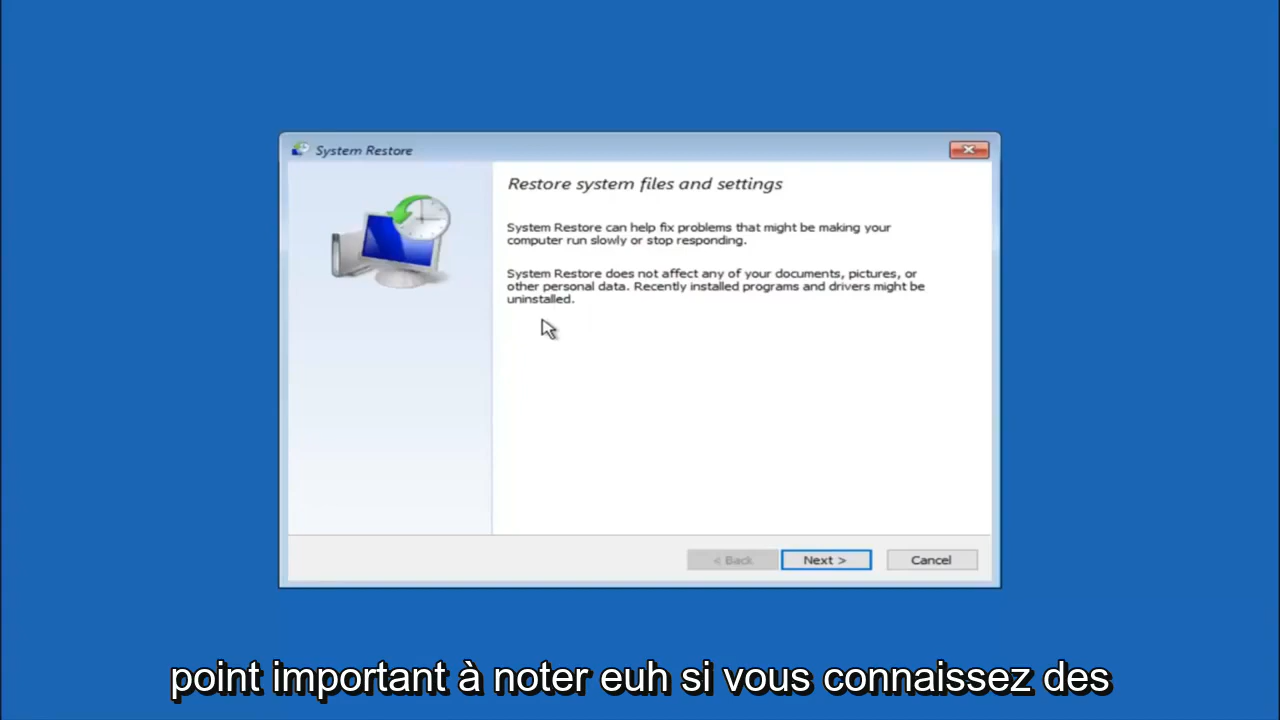 System Restore
Restore system files and settings
System Restore can help fix problems that might be making your
computer run slowly or stop responding.
System Restore does not affect any of your documents, pictures, or
other personal data. Recently installed programs and drivers might be
uninstalled.
< Back
Next >
Cancel
point important à noter euh si vous connaissez des